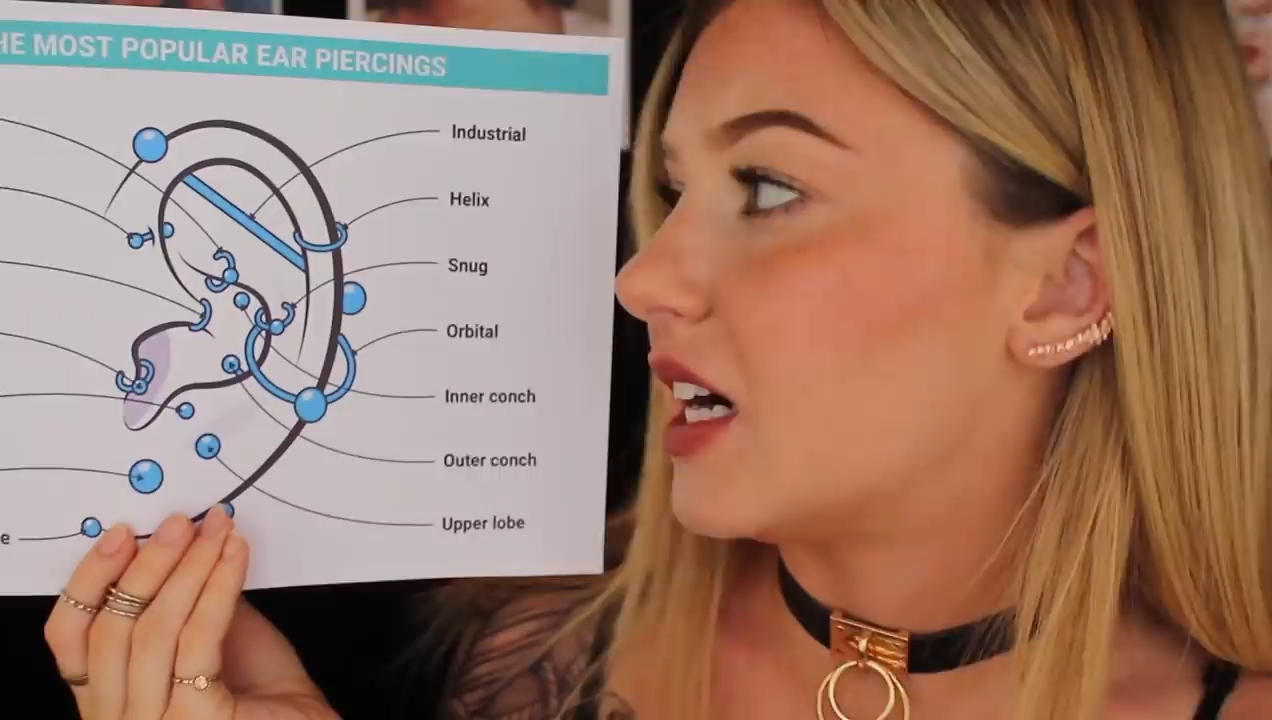 HE MOST POPULAR EAR PIERCINGS
Industrial
Helix
Snug
Orbital
Inner conch
Outer conch
Upper lobe
e